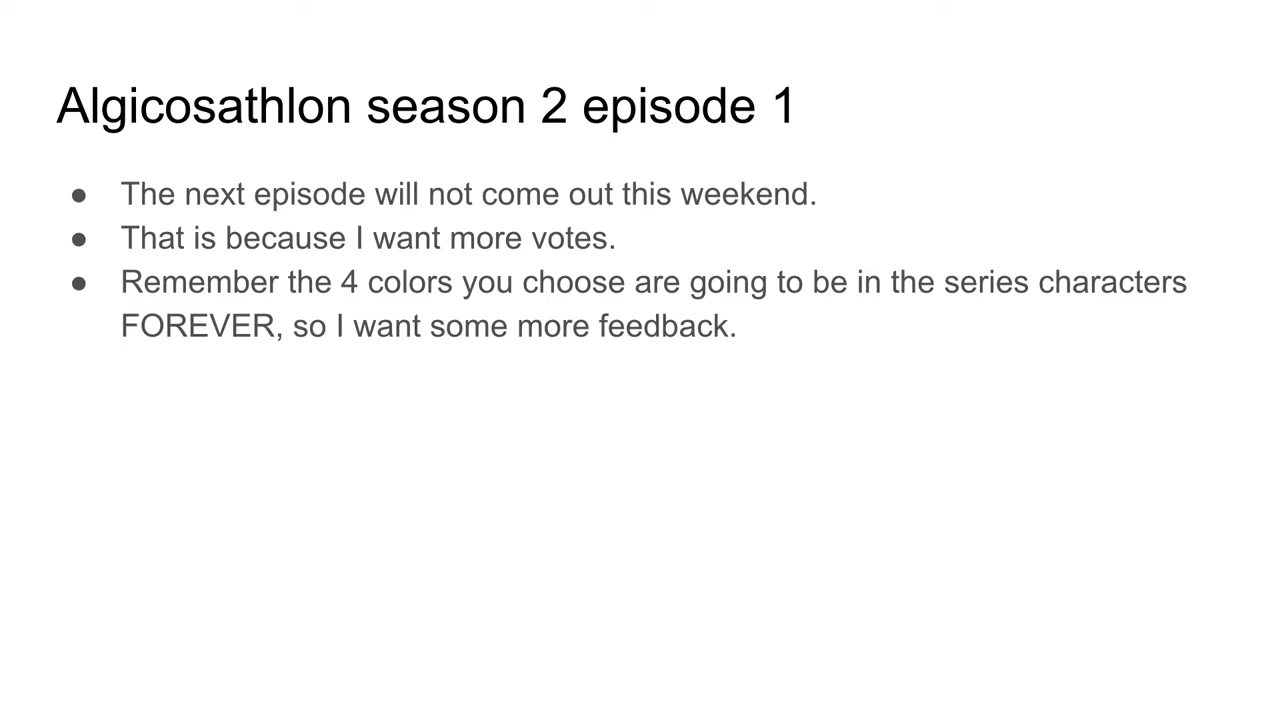 Algicosathlon season 2 episode 1
● The next episode will not come out this weekend.
● That is because I want more votes.
● Remember the 4 colors you choose are going to be in the series characters
FOREVER, so I want some more feedback.